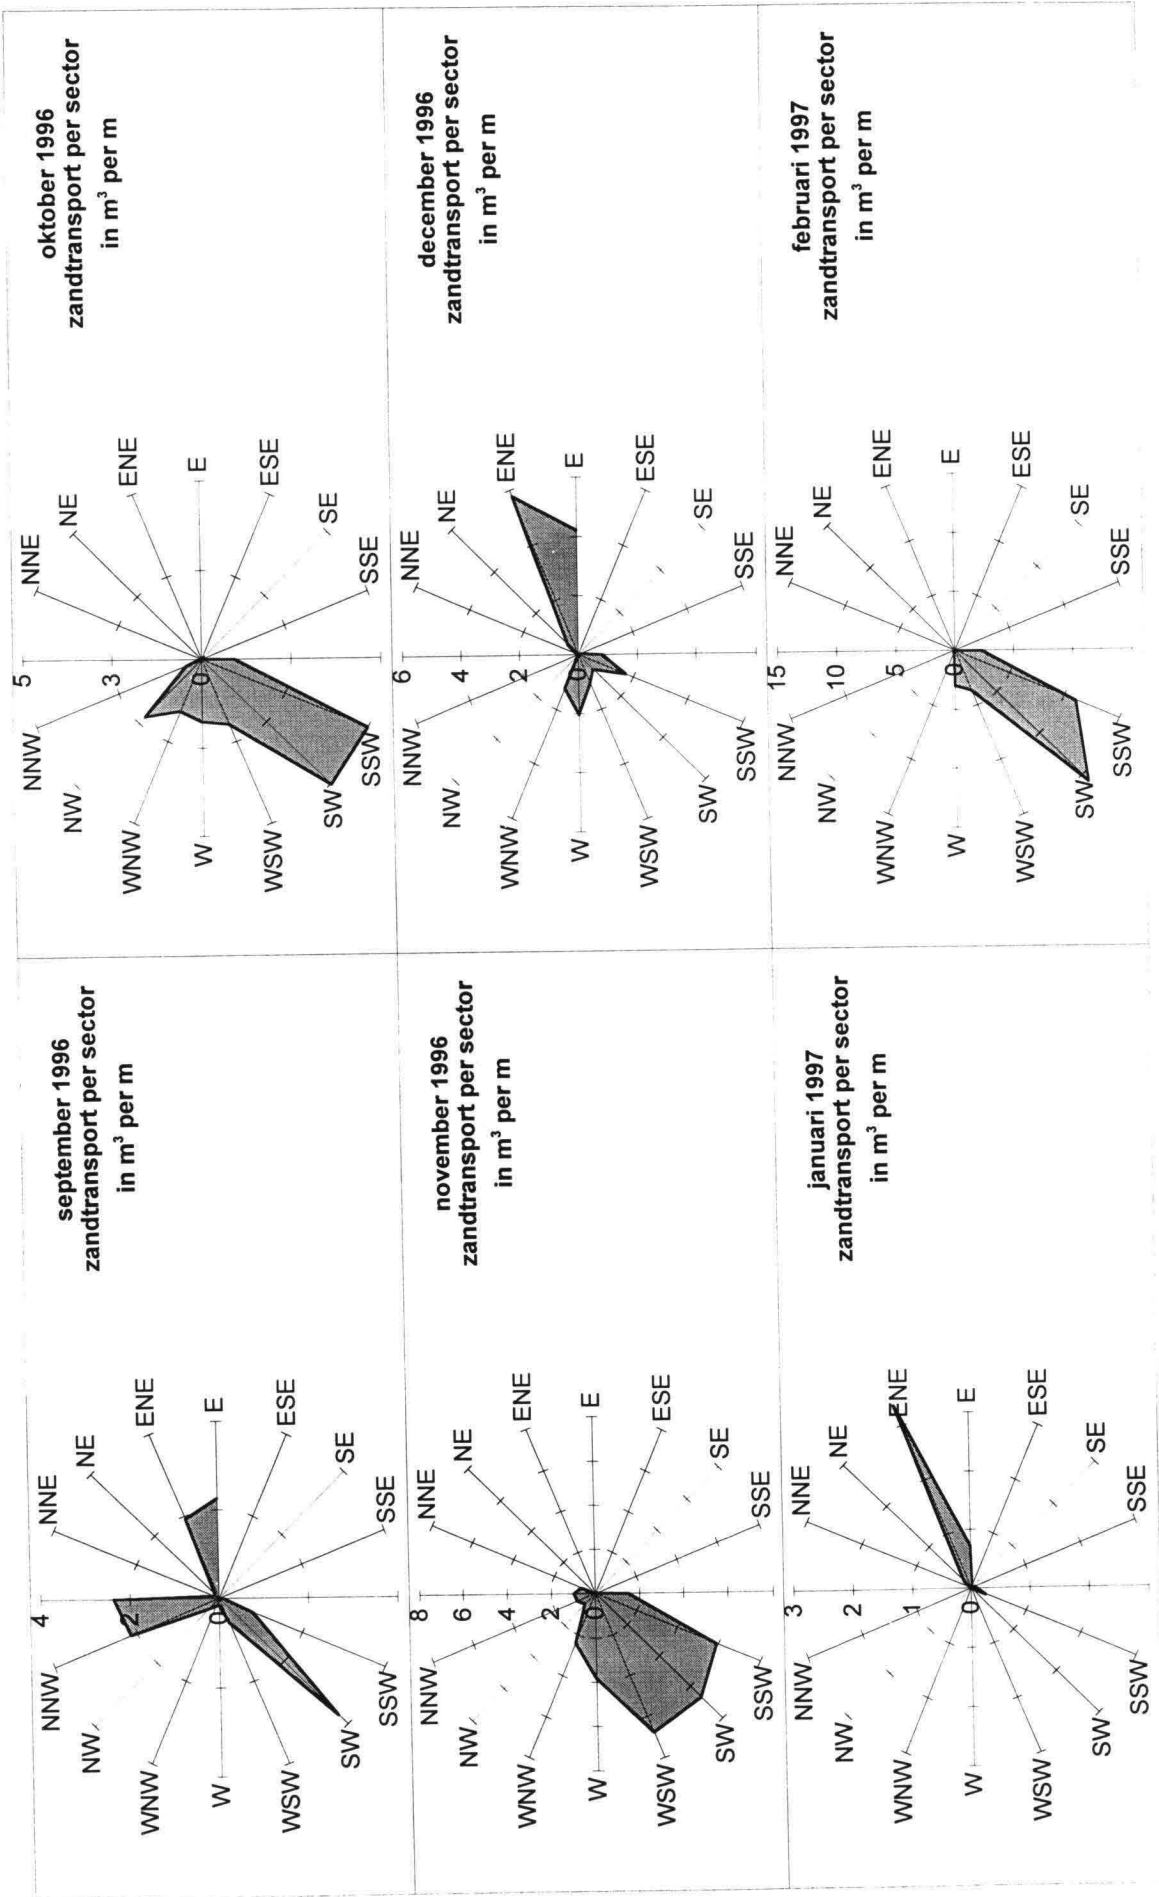 september 1996
zandtransport per sector
in m³ per m
4
2
0
NNE
NE
ENE
E
ESE
SE
SSE
SSW
SW
WSW
W
WNW
NW
NNW
oktober 1996
zandtransport per sector
in m³ per m
5
3
0
NNE
NE
ENE
E
ESE
SE
SSE
SSW
SW
WSW
W
WNW
NW
NNW
november 1996
zandtransport per sector
in m³ per m
8
6
4
2
0
NNE
NE
ENE
E
ESE
SE
SSE
SSW
SW
WSW
W
WNW
NW
NNW
december 1996
zandtransport per sector
in m³ per m
6
4
2
0
NNE
NE
ENE
E
ESE
SE
SSE
SSW
SW
WSW
W
WNW
NW
NNW
januari 1997
zandtransport per sector
in m³ per m
3
2
1
0
NNE
NE
ENE
E
ESE
SE
SSE
SSW
SW
WSW
W
WNW
NW
NNW
februari 1997
zandtransport per sector
in m³ per m
15
10
5
0
NNE
NE
ENE
E
ESE
SE
SSE
SSW
SW
WSW
W
WNW
NW
NNW